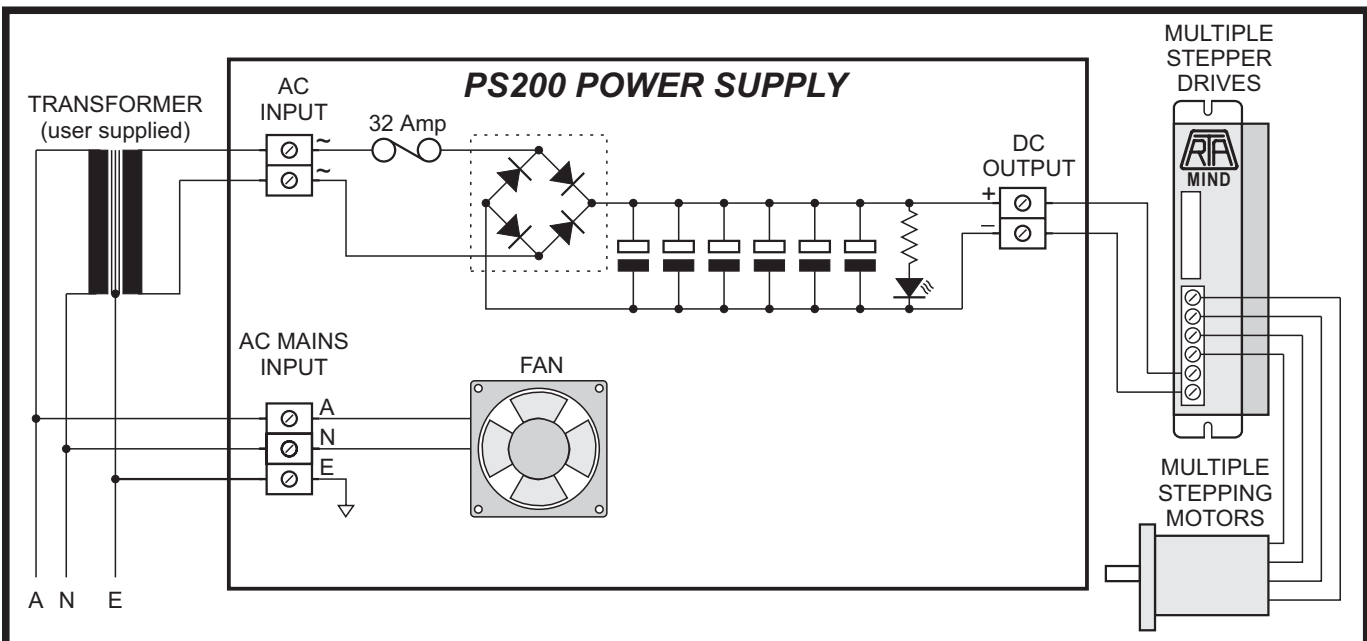 MULTIPLE
STEPPER
DRIVES
PS200 POWER SUPPLY
TRANSFORMER
(user supplied)
AC
INPUT
~
~
32 Amp
DC
OUTPUT
+
–
RTA
MIND
AC MAINS
INPUT
A
N
E
FAN
MULTIPLE
STEPPING
MOTORS
A N E